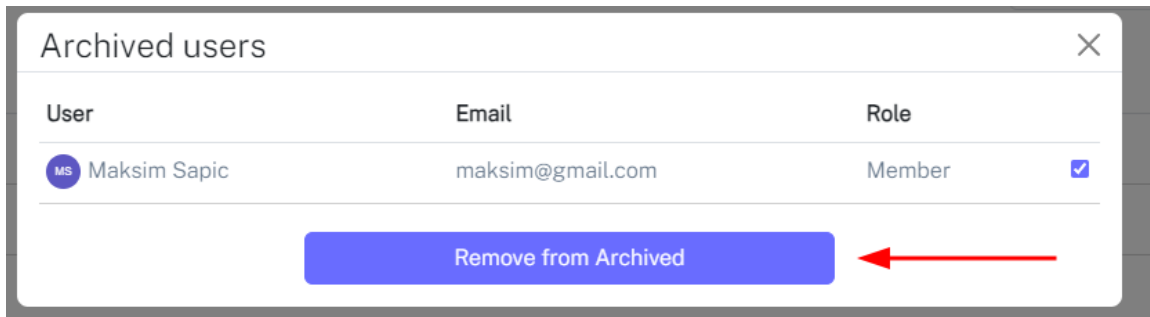 Archived users
User Email Role
MS Maksim Sapic maksim@gmail.com Member
Remove from Archived